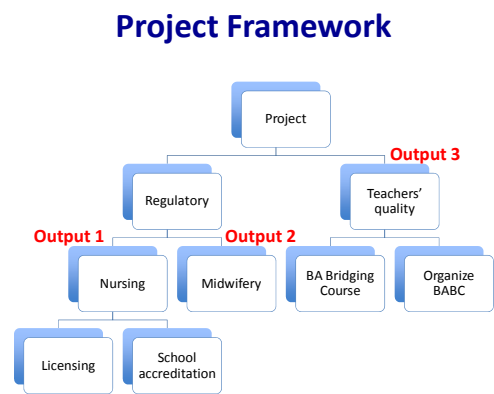 Project Framework
Project
Output 3
Regulatory
Teachers'
quality
Output 1
Output 2
Nursing
Midwifery
BA Bridging
Course
Organize
BABC
Licensing
School
accreditation